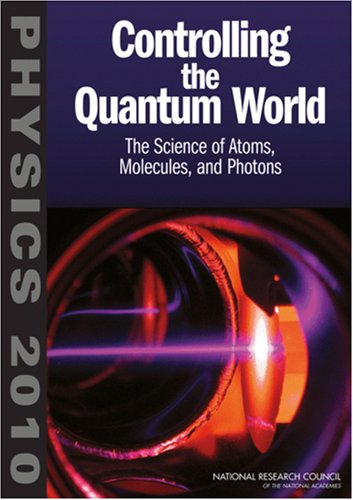 PHYSICS 2010
Controlling
the
Quantum World
The Science of Atoms,
Molecules, and Photons
NATIONAL RESEARCH COUNCIL
OF THE NATIONAL ACADEMIES